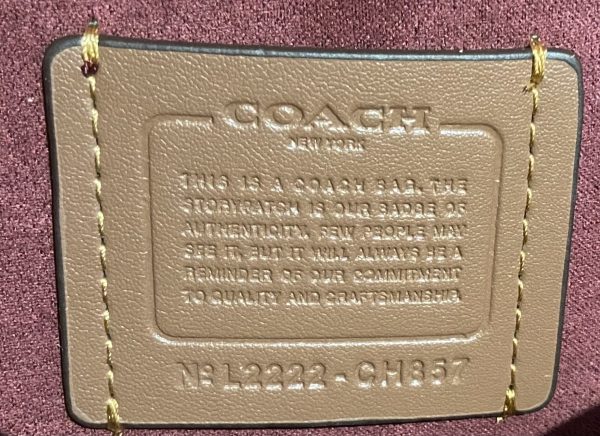 COACH
NEW YORK
THIS IS A COACH BAG. THE
STORYPATCH IS OUR BADGE OF
AUTHENTICITY. FEW PEOPLE MAY
SEE IT, BUT IT WILL ALWAYS BE A
REMINDER OF OUR COMMITMENT
TO QUALITY AND CRAFTSMANSHIP.
Nº L2222 - CH857